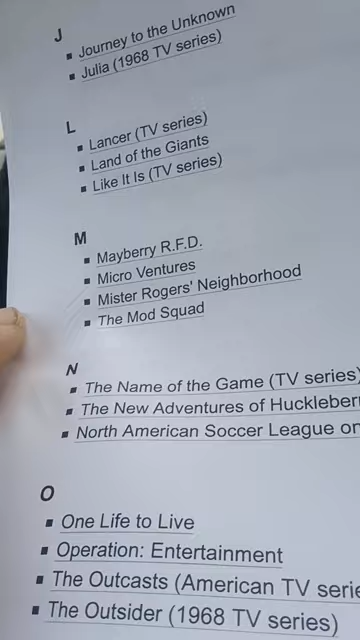 J
Journey to the Unknown
Julia (1968 TV series)
L
Lancer (TV series)
Land of the Giants
Like It Is (TV series)
M
Mayberry R.F.D.
Micro Ventures
Mister Rogers' Neighborhood
The Mod Squad
N
The Name of the Game (TV series)
The New Adventures of
North American Soccer League on
O
One Life to Live
Operation: Entertainment
The Outcasts (American TV
The Outsider (1968 TV series)